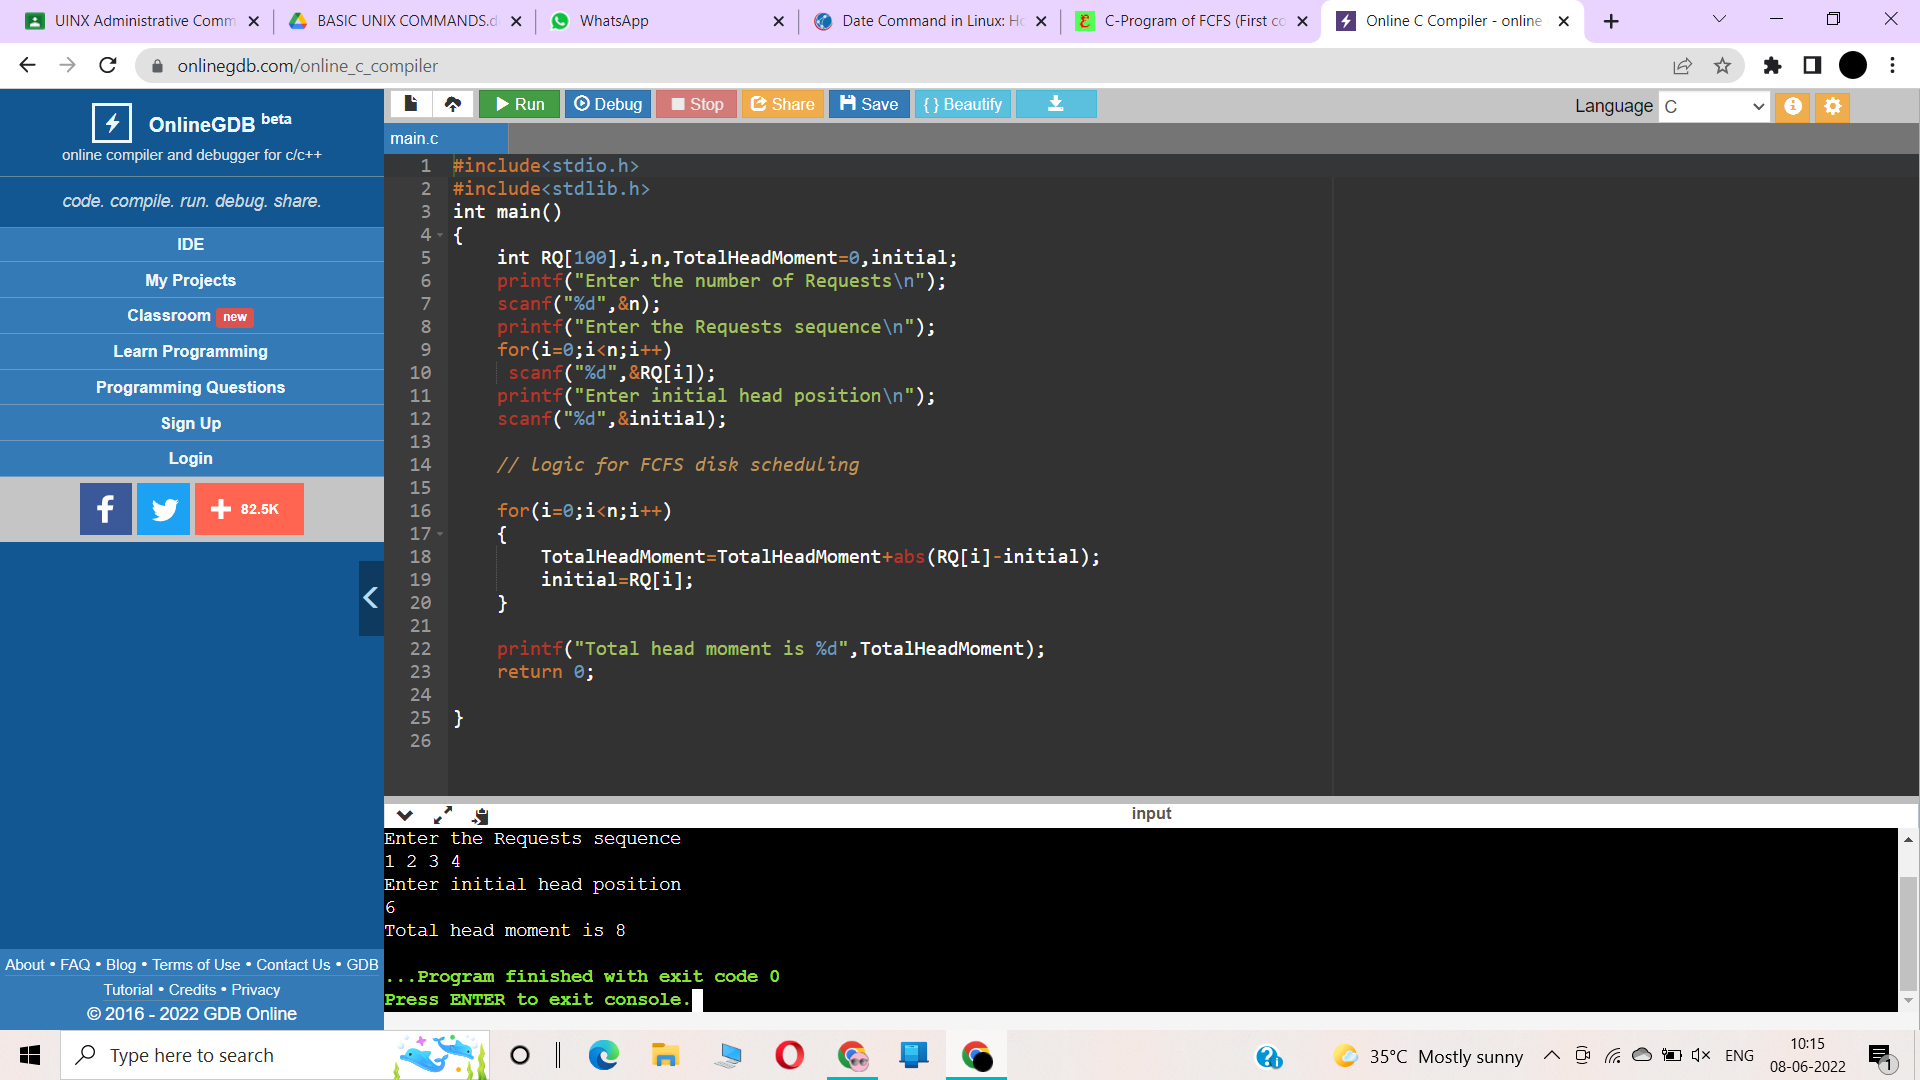 UINX Administrative Comm
BASIC UNIX COMMANDS.d
WhatsApp
Date Command in Linux: Ho
C-Program of FCFS (First co
Online C Compiler - online
onlinegdb.com/online_c_compiler
OnlineGDB beta
online compiler and debugger for c/c++
code. compile. run. debug. share.
IDE
My Projects
Classroom new
Learn Programming
Programming Questions
Sign Up
Login
82.5K
About • FAQ • Blog • Terms of Use • Contact Us • GDB
Tutorial • Credits • Privacy
© 2016 - 2022 GDB Online
Run
Debug
Stop
Share
Save
{ } Beautify
Language C
main.c
1 #include<stdio.h>
2 #include<stdlib.h>
3 int main()
4 {
5 int RQ[100],i,n,TotalHeadMoment=0,initial;
6 printf("Enter the number of Requests\n");
7 scanf("%d",&n);
8 printf("Enter the Requests sequence\n");
9 for(i=0;i<n;i++)
10 scanf("%d",&RQ[i]);
11 printf("Enter initial head position\n");
12 scanf("%d",&initial);
13
14 // logic for FCFS disk scheduling
15
16 for(i=0;i<n;i++)
17 {
18 TotalHeadMoment=TotalHeadMoment+abs(RQ[i]-initial);
19 initial=RQ[i];
20 }
21
22 printf("Total head moment is %d",TotalHeadMoment);
23 return 0;
24
25 }
26
input
Enter the Requests sequence
1 2 3 4
Enter initial head position
6
Total head moment is 8
...Program finished with exit code 0
Press ENTER to exit console.
Type here to search
35°C Mostly sunny
ENG
10:15
08-06-2022
1